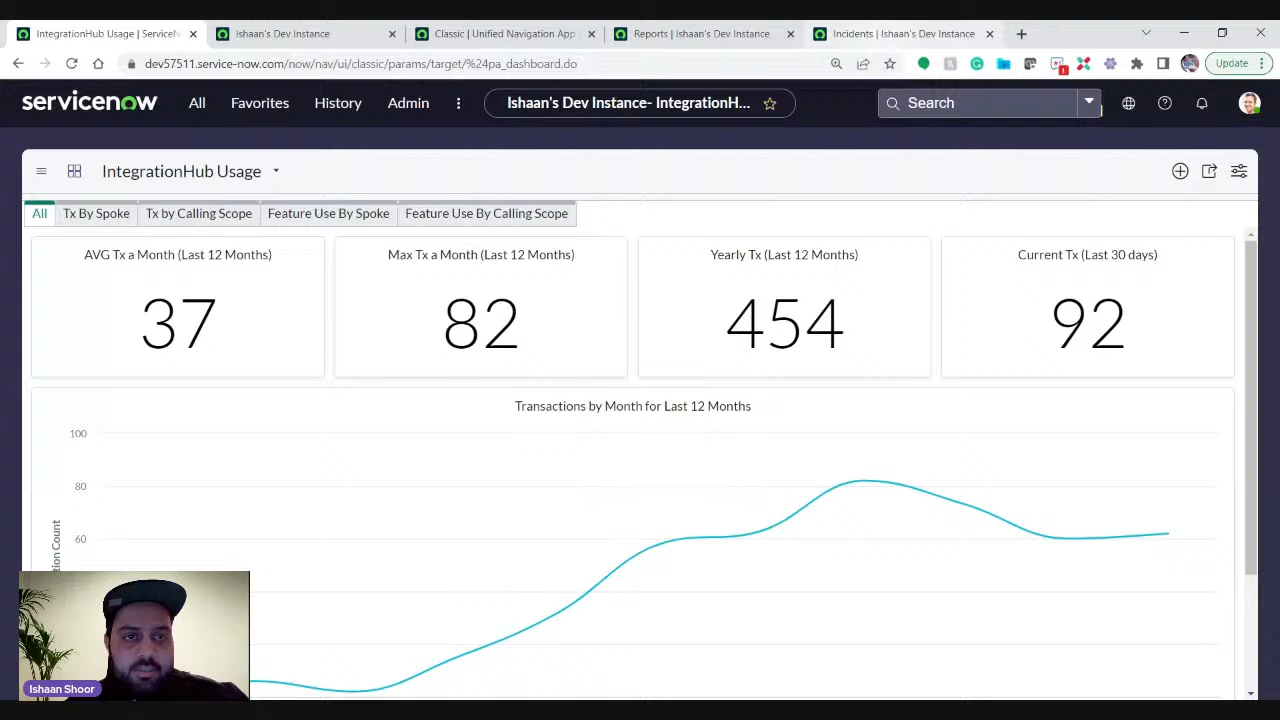 IntegrationHub Usage | ServiceN
Ishaan's Dev Instance
Classic | Unified Navigation App
Reports | Ishaan's Dev Instance
Incidents | Ishaan's Dev Instance
dev57511.service-now.com/now/nav/ui/classic/params/target/%24pa_dashboard.do
Update
servicenow
All
Favorites
History
Admin
Ishaan's Dev Instance- IntegrationH...
Search
IntegrationHub Usage
All
Tx By Spoke
Tx by Calling Scope
Feature Use By Spoke
Feature Use By Calling Scope
AVG Tx a Month (Last 12 Months)
37
Max Tx a Month (Last 12 Months)
82
Yearly Tx (Last 12 Months)
454
Current Tx (Last 30 days)
92
Transactions by Month for Last 12 Months
100
80
60
tion Count
Ishaan Shoor